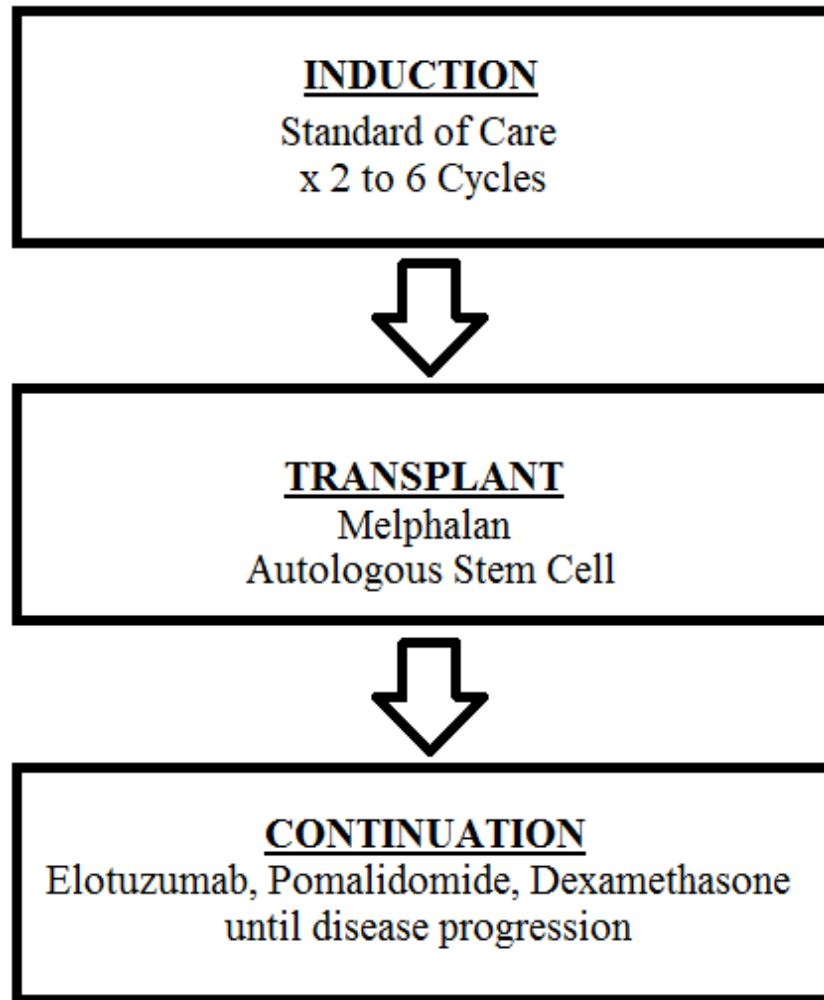 INDUCTION
Standard of Care
x 2 to 6 Cycles
TRANSPLANT
Melphalan
Autologous Stem Cell
CONTINUATION
Elotuzumab, Pomalidomide, Dexamethasone
until disease progression